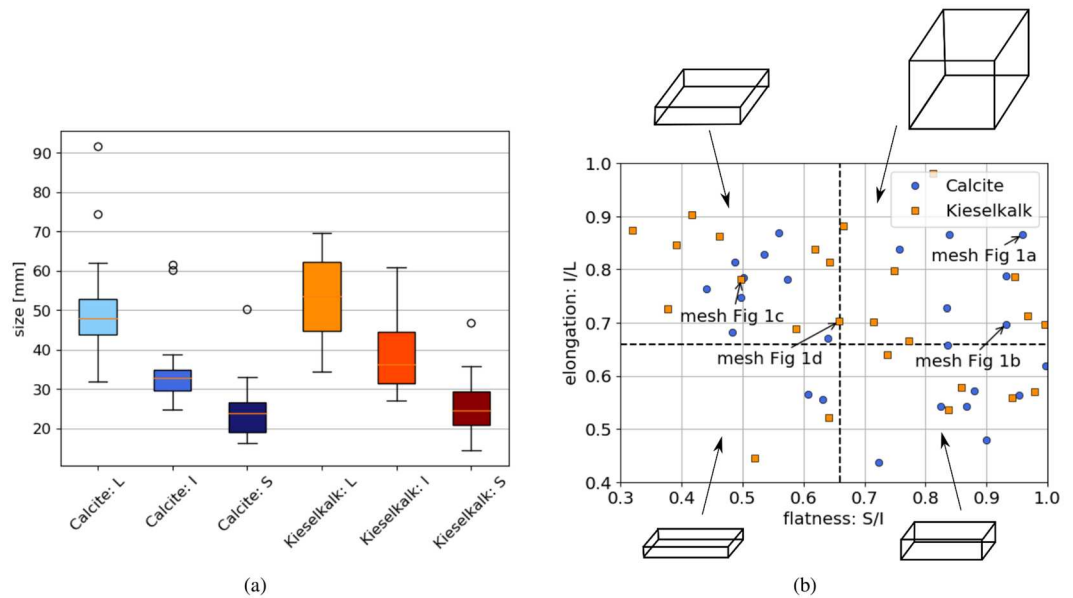 90
80
70
60
50
40
30
20
size [mm]
Calcite: L
Calcite: I
Calcite: S
Kieselkalk: L
Kieselkalk: I
Kieselkalk: S
(a)
1.0
0.9
0.8
0.7
0.6
0.5
0.4
elongation: I/L
Calcite
Kieselkalk
mesh Fig 1a
mesh Fig 1c
mesh Fig 1d
mesh Fig 1b
0.3 0.4 0.5 0.6 0.7 0.8 0.9 1.0
flatness: S/I
(b)